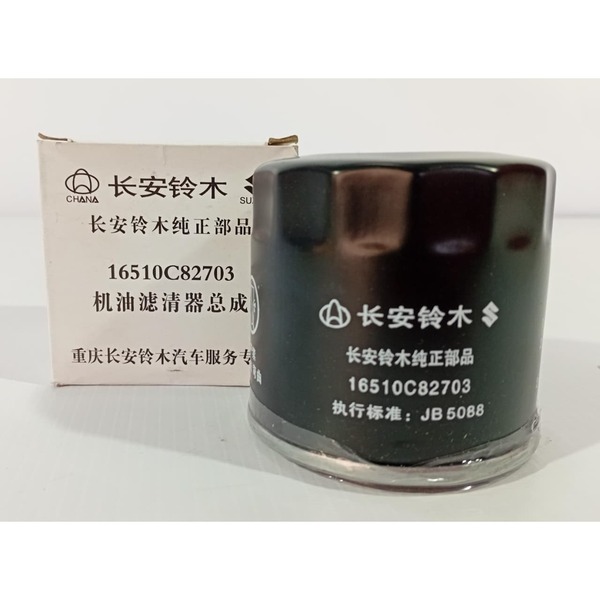 长安铃木
CHANA
长安铃木纯正部品
16510C82703
机油滤清器总成
重庆长安铃木汽车服务
长安铃木
长安铃木纯正部品
16510C82703
执行标准：JB 5088